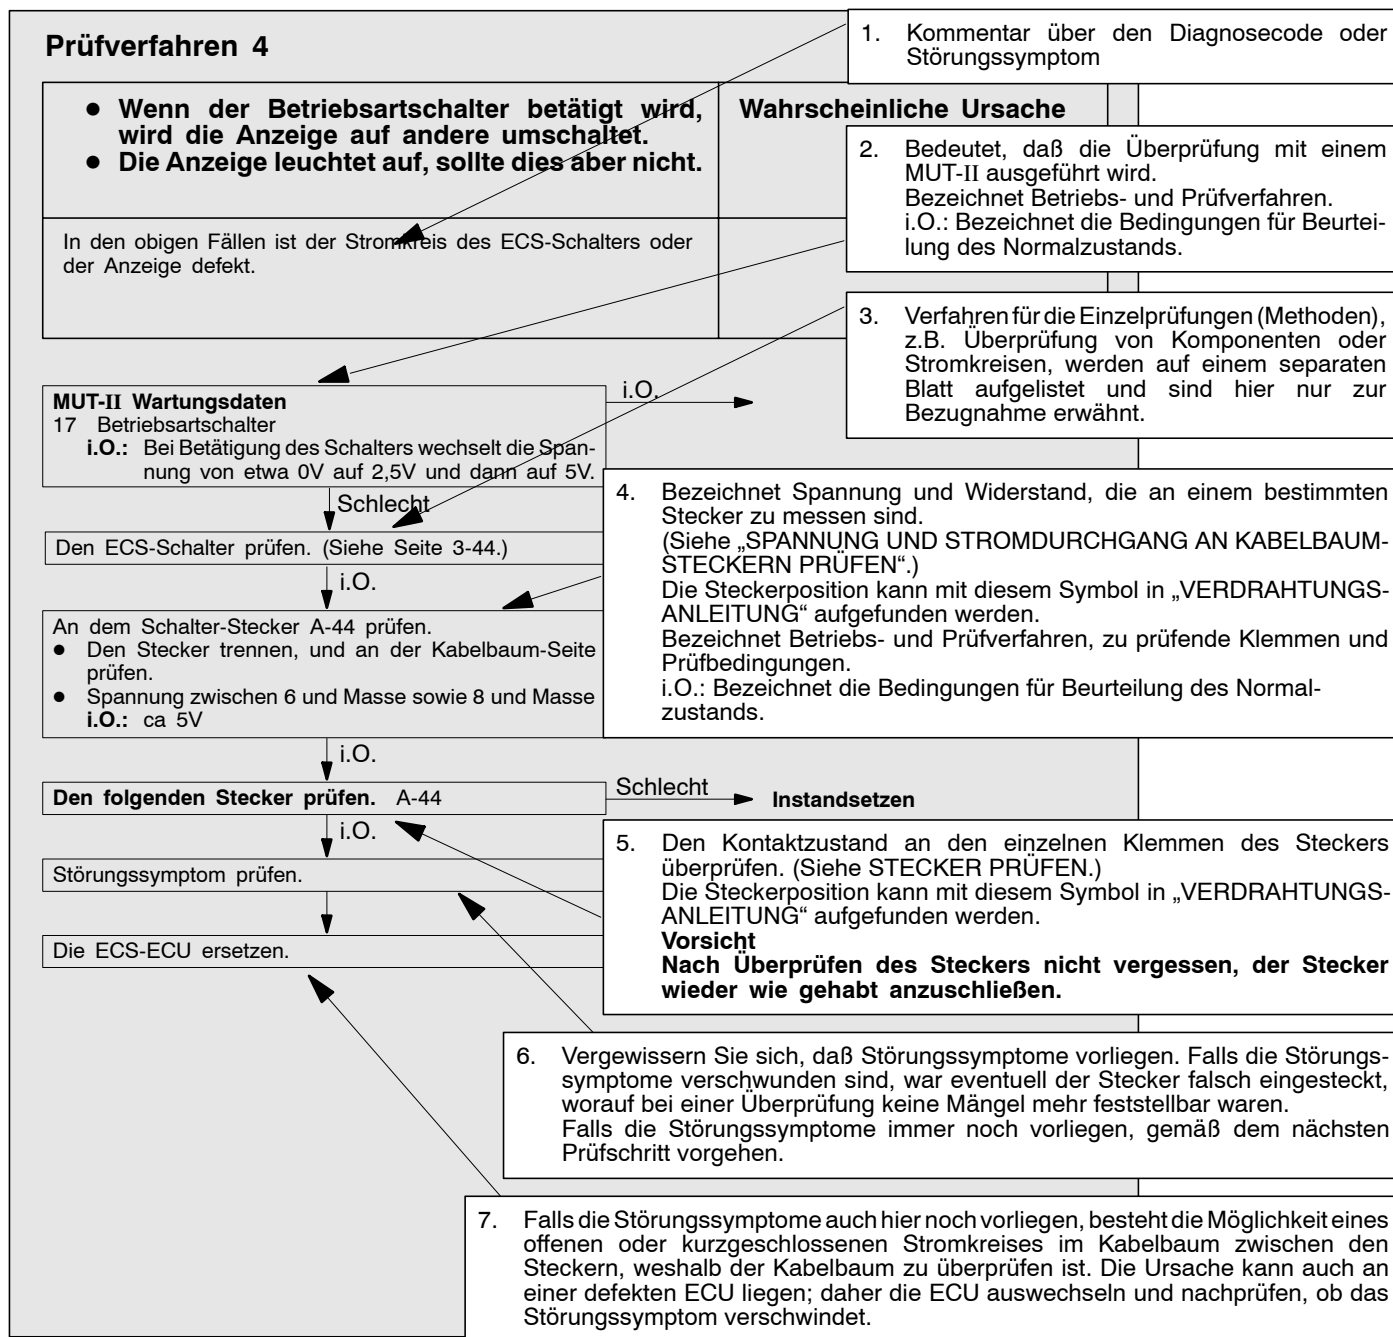 Prüfverfahren 4
● Wenn der Betriebsartschalter betätigt wird,
wird die Anzeige auf andere umschaltet.
● Die Anzeige leuchtet auf, sollte dies aber nicht.
Wahrscheinliche Ursache
In den obigen Fällen ist der Stromkreis des ECS-Schalters oder
der Anzeige defekt.
MUT-II Wartungsdaten
17 Betriebsartschalter
i.O.: Bei Betätigung des Schalters wechselt die Span-
nung von etwa 0V auf 2,5V und dann auf 5V.
i.O.
Schlecht
Den ECS-Schalter prüfen. (Siehe Seite 3-44.)
i.O.
An dem Schalter-Stecker A-44 prüfen.
● Den Stecker trennen, und an der Kabelbaum-Seite
prüfen.
● Spannung zwischen 6 und Masse sowie 8 und Masse
i.O.: ca 5V
i.O.
Den folgenden Stecker prüfen. A-44
Schlecht
Instandsetzen
i.O.
Störungssymptom prüfen.
Die ECS-ECU ersetzen.
1. Kommentar über den Diagnosecode oder
Störungssymptom
2. Bedeutet, daß die Überprüfung mit einem
MUT-II ausgeführt wird.
Bezeichnet Betriebs- und Prüfverfahren.
i.O.: Bezeichnet die Bedingungen für Beurtei-
lung des Normalzustands.
3. Verfahren für die Einzelprüfungen (Methoden),
z.B. Überprüfung von Komponenten oder
Stromkreisen, werden auf einem separaten
Blatt aufgelistet und sind hier nur zur
Bezugnahme erwähnt.
4. Bezeichnet Spannung und Widerstand, die an einem bestimmten
Stecker zu messen sind.
(Siehe „SPANNUNG UND STROMDURCHGANG AN KABELBAUM-
STECKERN PRÜFEN“.)
Die Steckerposition kann mit diesem Symbol in „VERDRAHTUNGS-
ANLEITUNG“ aufgefunden werden.
Bezeichnet Betriebs- und Prüfverfahren, zu prüfende Klemmen und
Prüfbedingungen.
i.O.: Bezeichnet die Bedingungen für Beurteilung des Normal-
zustands.
5. Den Kontaktzustand an den einzelnen Klemmen des Steckers
überprüfen. (Siehe STECKER PRÜFEN.)
Die Steckerposition kann mit diesem Symbol in „VERDRAHTUNGS-
ANLEITUNG“ aufgefunden werden.
Vorsicht
Nach Überprüfen des Steckers nicht vergessen, der Stecker
wieder wie gehabt anzuschließen.
6. Vergewissern Sie sich, daß Störungssymptome vorliegen. Falls die Störungs-
symptome verschwunden sind, war eventuell der Stecker falsch eingesteckt,
worauf bei einer Überprüfung keine Mängel mehr feststellbar waren.
Falls die Störungssymptome immer noch vorliegen, gemäß dem nächsten
Prüfschritt vorgehen.
7. Falls die Störungssymptome auch hier noch vorliegen, besteht die Möglichkeit eines
offenen oder kurzgeschlossenen Stromkreises im Kabelbaum zwischen den
Steckern, weshalb der Kabelbaum zu überprüfen ist. Die Ursache kann auch an
einer defekten ECU liegen; daher die ECU auswechseln und nachprüfen, ob das
Störungssymptom verschwindet.